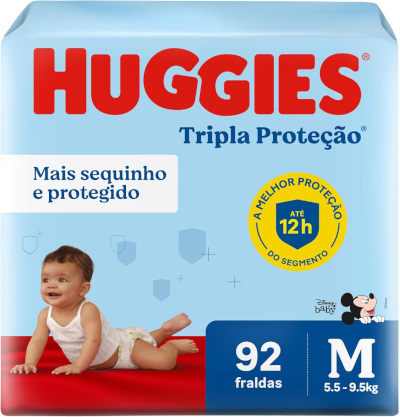 HUGGIES®
Tripla Proteção®
Mais sequinho
e protegido
A MELHOR PROTEÇÃO
ATÉ
12h
DO SEGMENTO
Disney
baby
92
fraldas
M
5.5 - 9.5kg